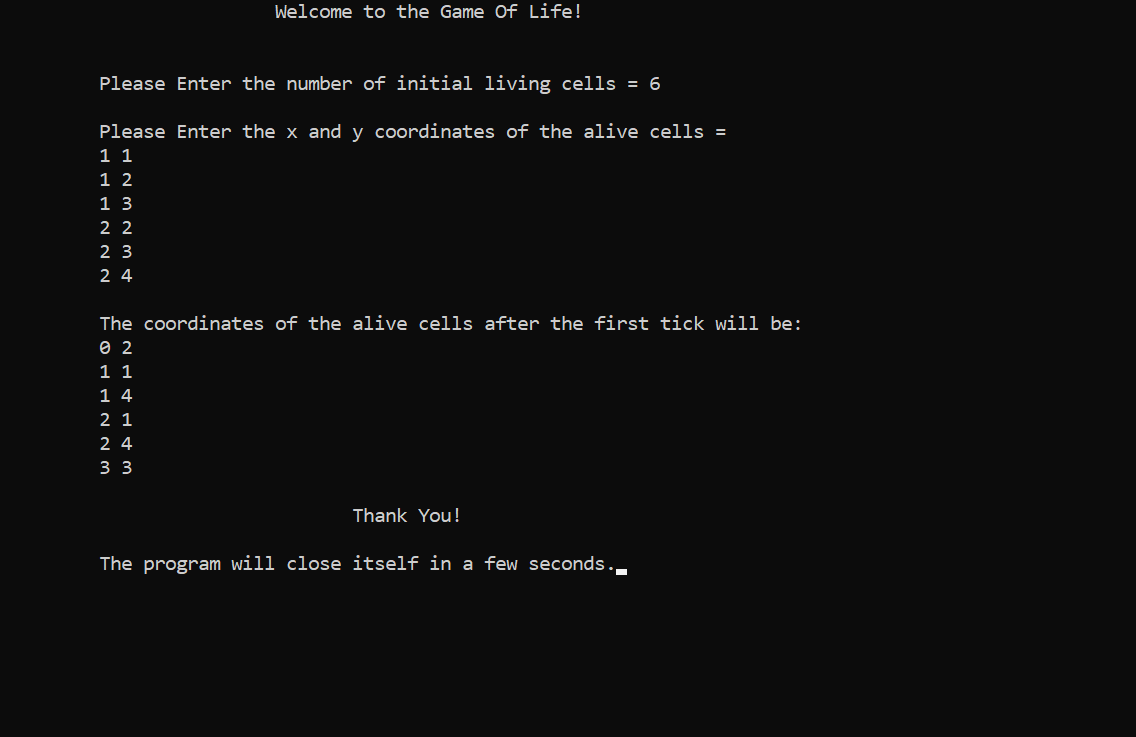 Welcome to the Game Of Life!
Please Enter the number of initial living cells = 6
Please Enter the x and y coordinates of the alive cells =
1 1
1 2
1 3
2 2
2 3
2 4
The coordinates of the alive cells after the first tick will be:
0 2
1 1
1 4
2 1
2 4
3 3
Thank You!
The program will close itself in a few seconds.